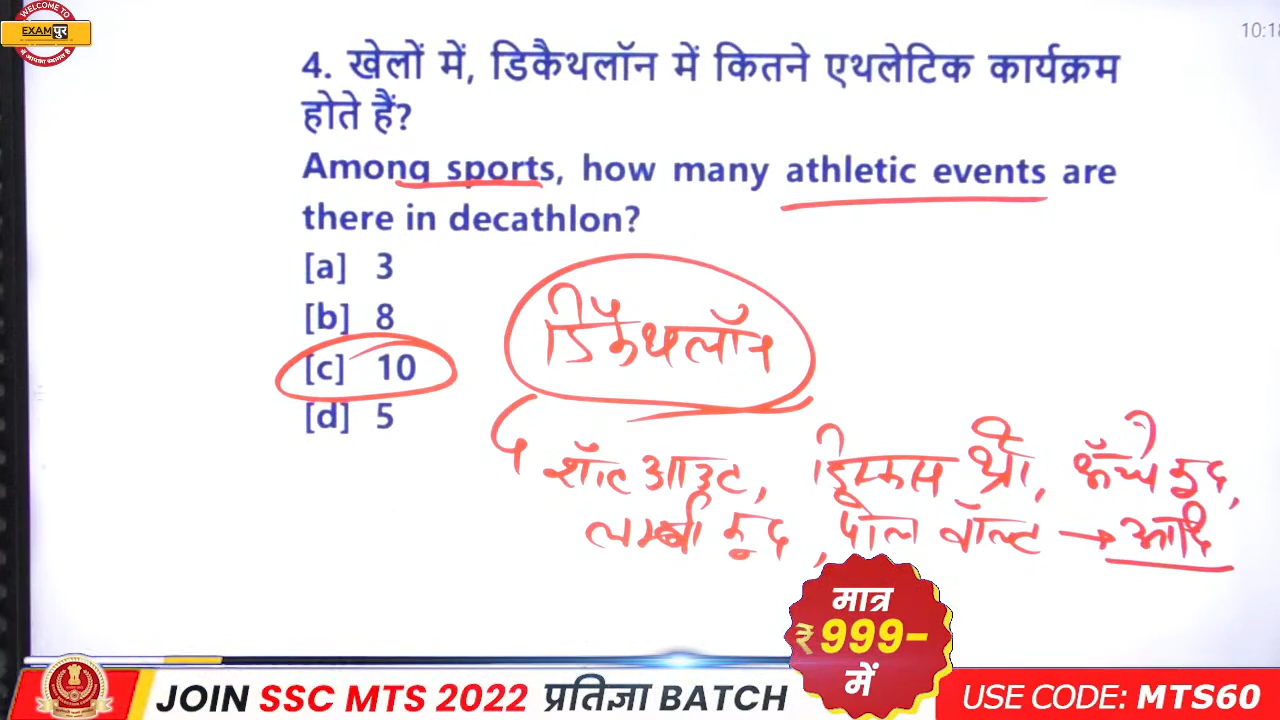 WELCOME TO
EXAMपुर
10:18
4. खेलों में, डिकैथलॉन में कितने एथलेटिक कार्यक्रम
होते हैं?
Among sports, how many athletic events are
there in decathlon?
[a] 3
[b] 8
[c] 10
[d] 5
डिकैथलॉन
शॉट आउट, डिस्कस थ्रो, ऊँची कूद,
लम्बी कूद, पोल वॉल्ट → आदि
मात्र
₹999-
में
JOIN SSC MTS 2022 प्रतिज्ञा BATCH
USE CODE: MTS60